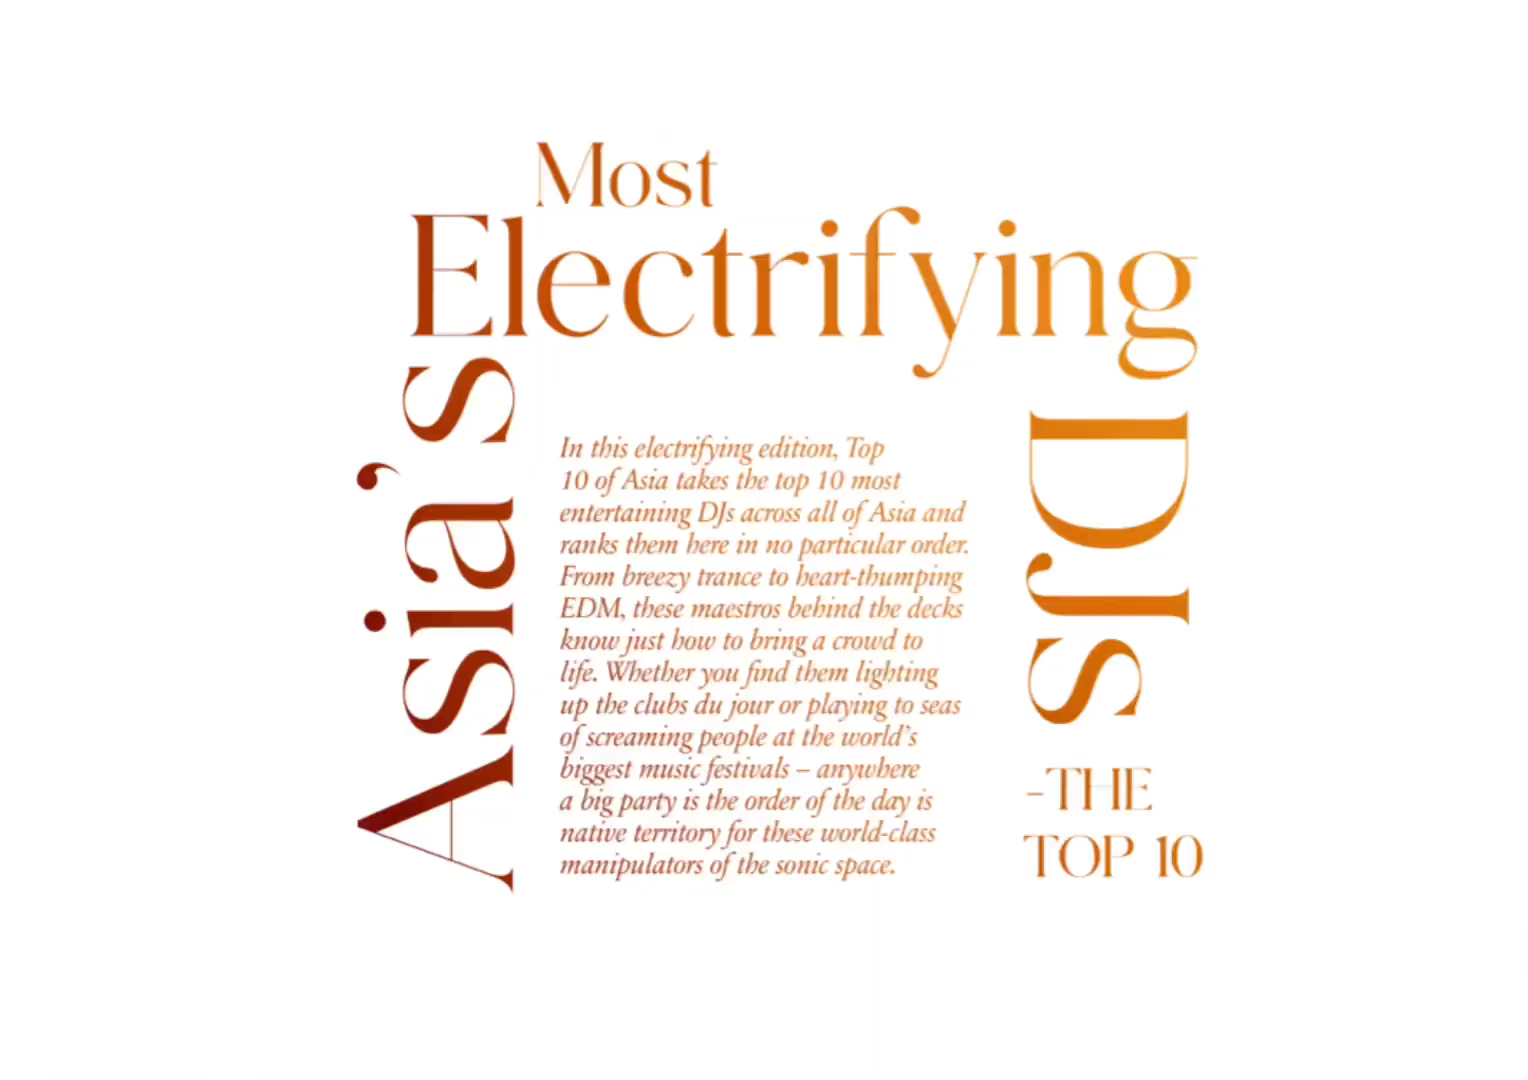 Asia's
Most
Electrifying
DJs
-THE
TOP 10
In this electrifying edition, Top
10 of Asia takes the top 10 most
entertaining DJs across all of Asia and
ranks them here in no particular order.
From breezy trance to heart-thumping
EDM, these maestros behind the decks
know just how to bring a crowd to
life. Whether you find them lighting
up the clubs du jour or playing to seas
of screaming people at the world's
biggest music festivals – anywhere
a big party is the order of the day is
native territory for these world-class
manipulators of the sonic space.